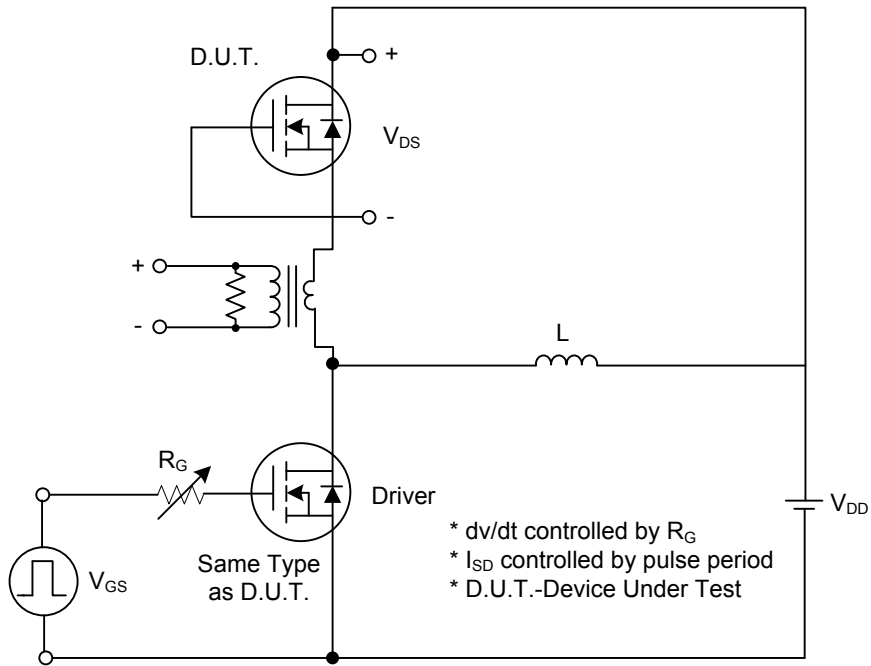 D.U.T.
+
V_DS
-
+
-
L
R_G
Driver
V_DD
V_GS
Same Type
as D.U.T.
* dv/dt controlled by R_G
* I_SD controlled by pulse period
* D.U.T.-Device Under Test